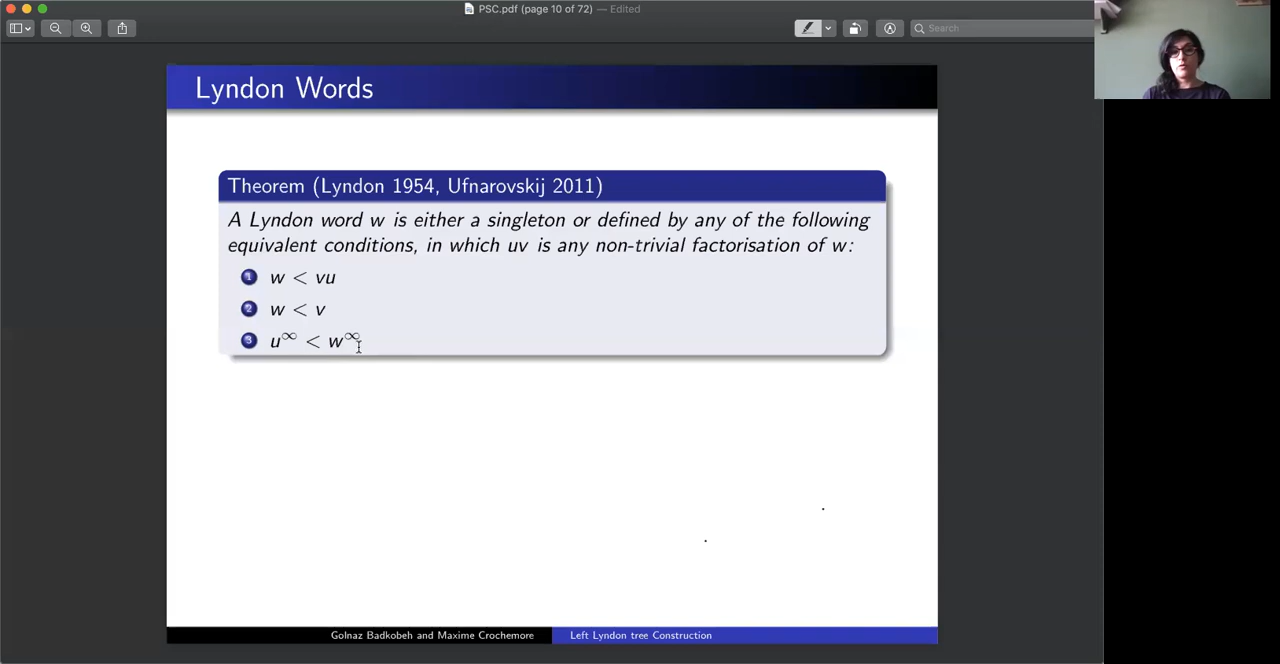 PSC.pdf (page 10 of 72) — Edited
Search
Lyndon Words
Theorem (Lyndon 1954, Ufnarovskij 2011)
A Lyndon word w is either a singleton or defined by any of the following
equivalent conditions, in which uv is any non-trivial factorisation of w:
1 w < vu
2 w < v
3 u^∞ < w^∞
Golnaz Badkobeh and Maxime Crochemore Left Lyndon tree Construction